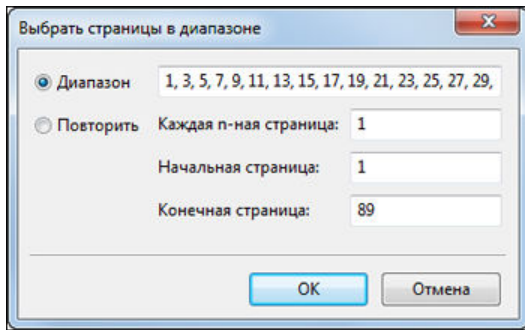 Выбрать страницы в диапазоне
Диапазон 1, 3, 5, 7, 9, 11, 13, 15, 17, 19, 21, 23, 25, 27, 29,
Повторить Каждая n-ная страница: 1
Начальная страница: 1
Конечная страница: 89
OK Отмена